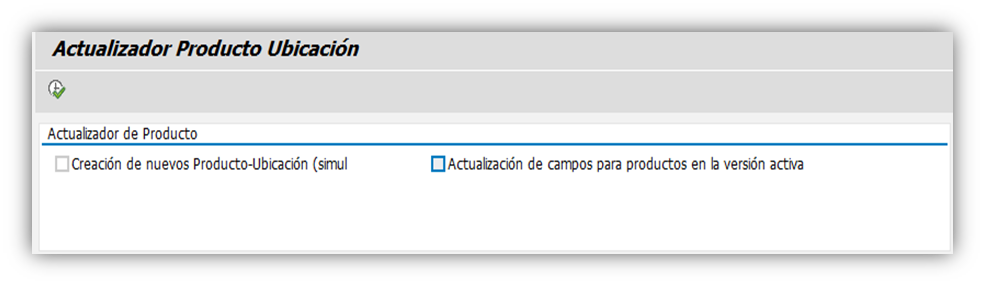 Actualizador Producto Ubicación
Actualizador de Producto
Creación de nuevos Producto-Ubicación (simul Actualización de campos para productos en la versión activa